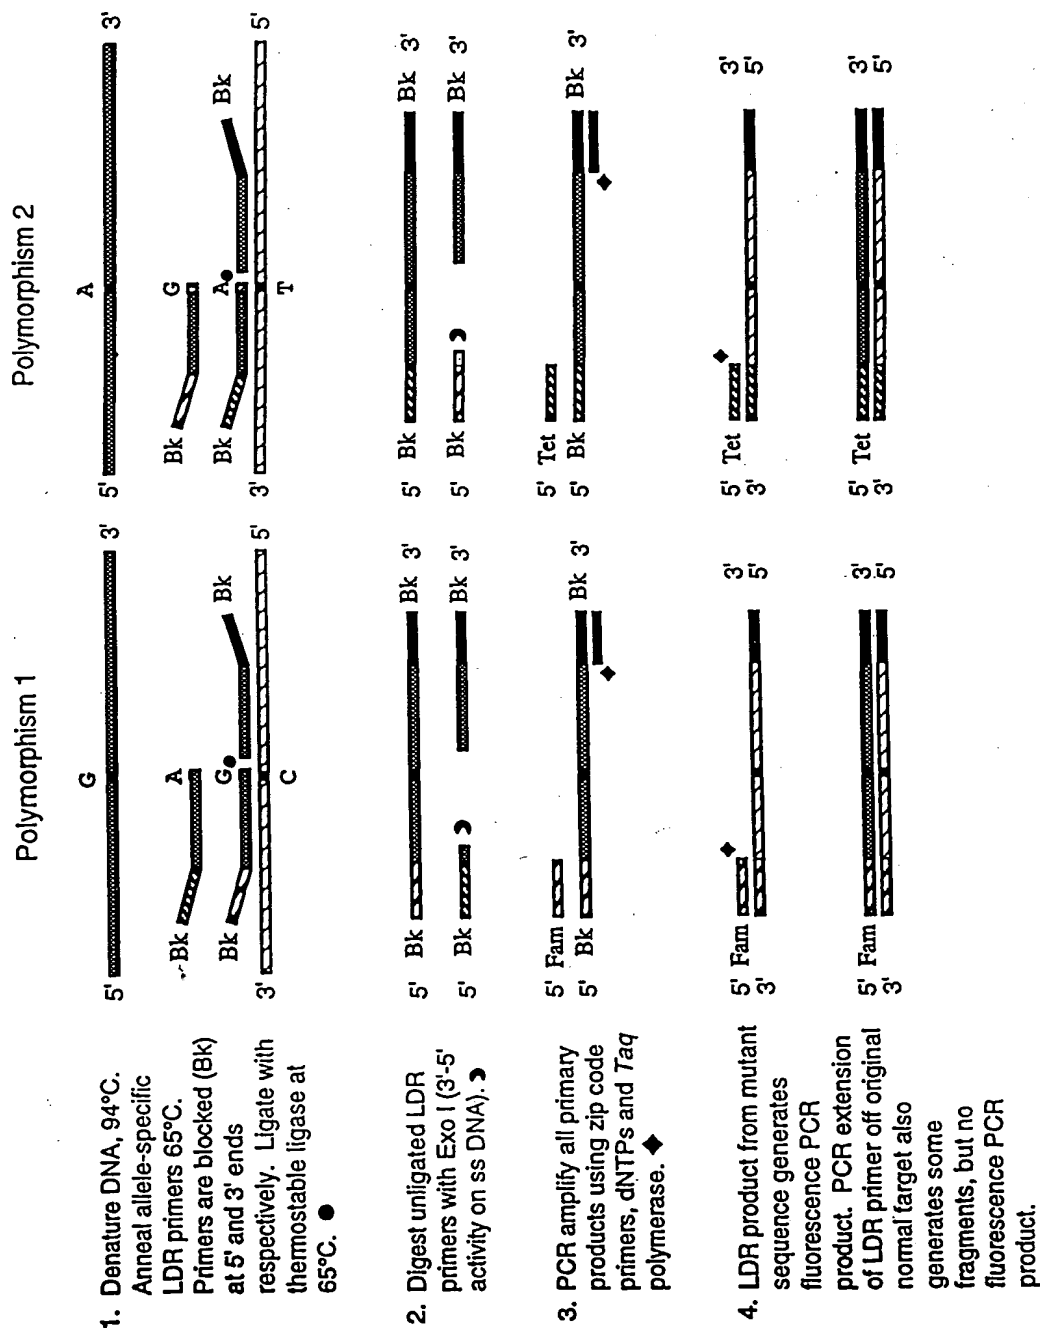 Polymorphism 1
Polymorphism 2
1. Denature DNA, 94°C.
Anneal allele-specific
LDR primers 65°C.
Primers are blocked (Bk)
at 5' and 3' ends
respectively. Ligate with
thermostable ligase at
65°C. ●
G
5' 3'
Bk A
Bk G Bk
3' 5'
C
A
5' 3'
Bk G
Bk A Bk
3' 5'
T
2. Digest unligated LDR
primers with Exo I (3'-5'
activity on ss DNA).
5' Bk Bk 3'
5' Bk Bk 3'
5' Bk Bk 3'
5' Bk Bk 3'
3. PCR amplify all primary
products using zip code
primers, dNTPs and Taq
polymerase. ◆
5' Fam
5' Bk Bk 3'
5' Tet
5' Bk Bk 3'
4. LDR product from mutant
sequence generates
fluorescence PCR
product. PCR extension
of LDR primer off original
normal target also
generates some
fragments, but no
fluorescence PCR
product.
5' Fam 3'
3' 5'
5' Fam 3'
3' 5'
5' Tet 3'
3' 5'
5' Tet 3'
3' 5'